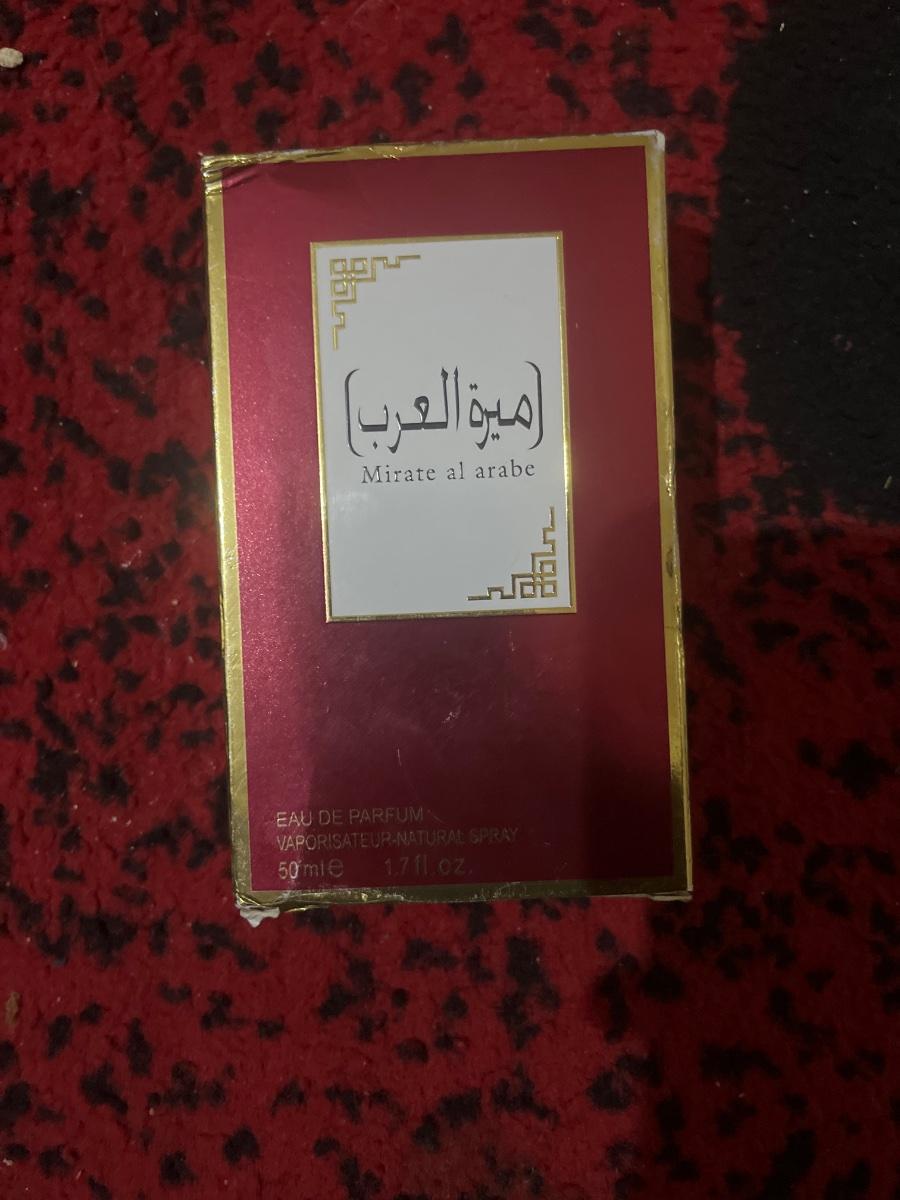 (ميرة العرب)
Mirate al arabe
EAU DE PARFUM
VAPORISATEUR-NATURAL SPRAY
50 ml e 1.7 fl.oz.